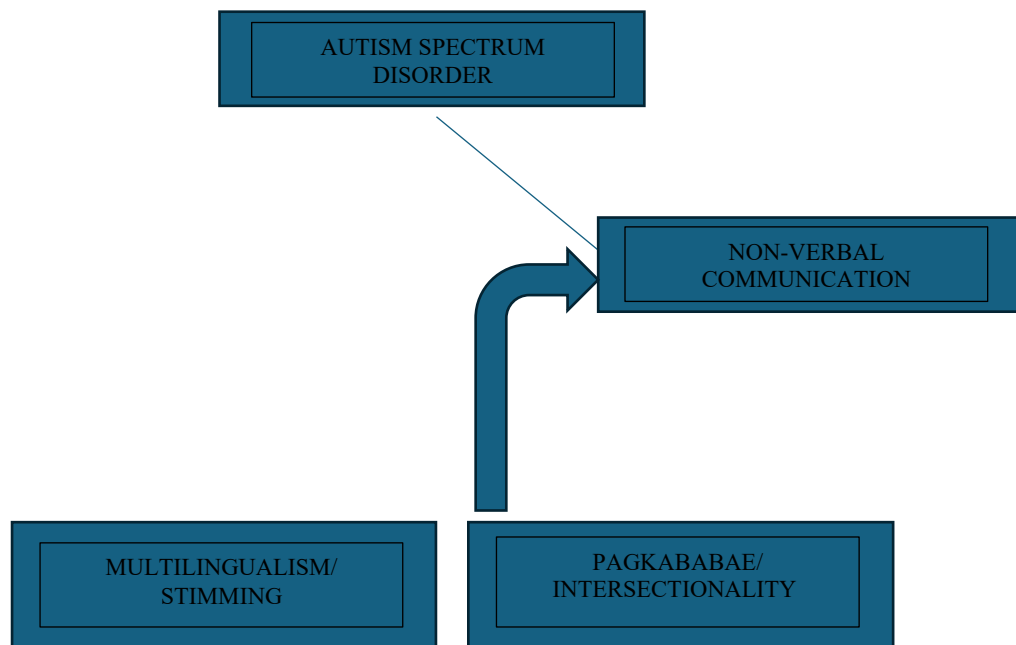 AUTISM SPECTRUM
DISORDER
NON-VERBAL
COMMUNICATION
MULTILINGUALISM/
STIMMING
PAGKABABAE/
INTERSECTIONALITY